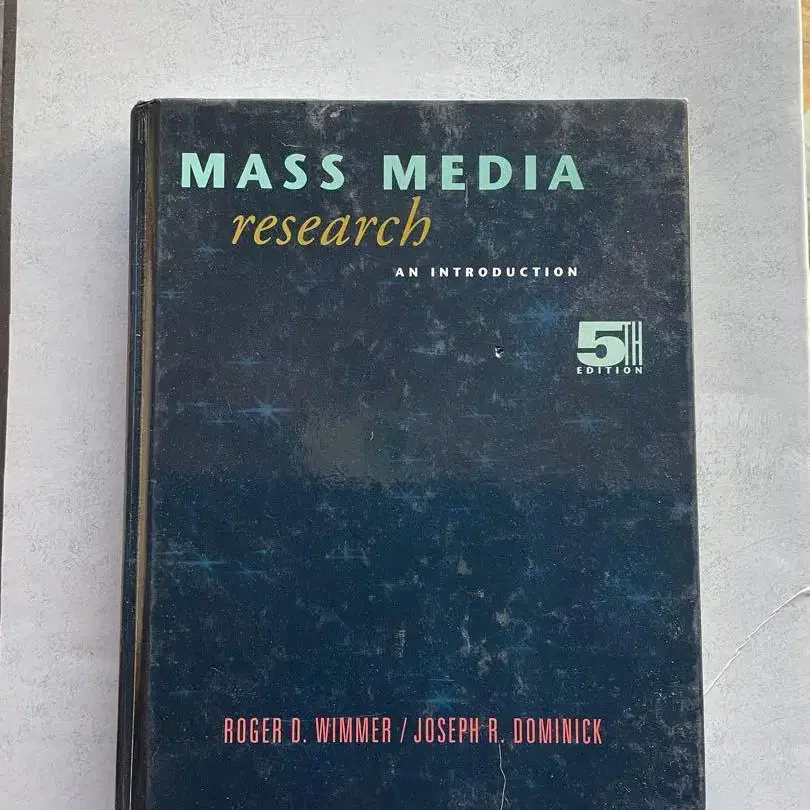 MASS MEDIA
research
AN INTRODUCTION
5TH
EDITION
ROGER D. WIMMER / JOSEPH R. DOMINICK